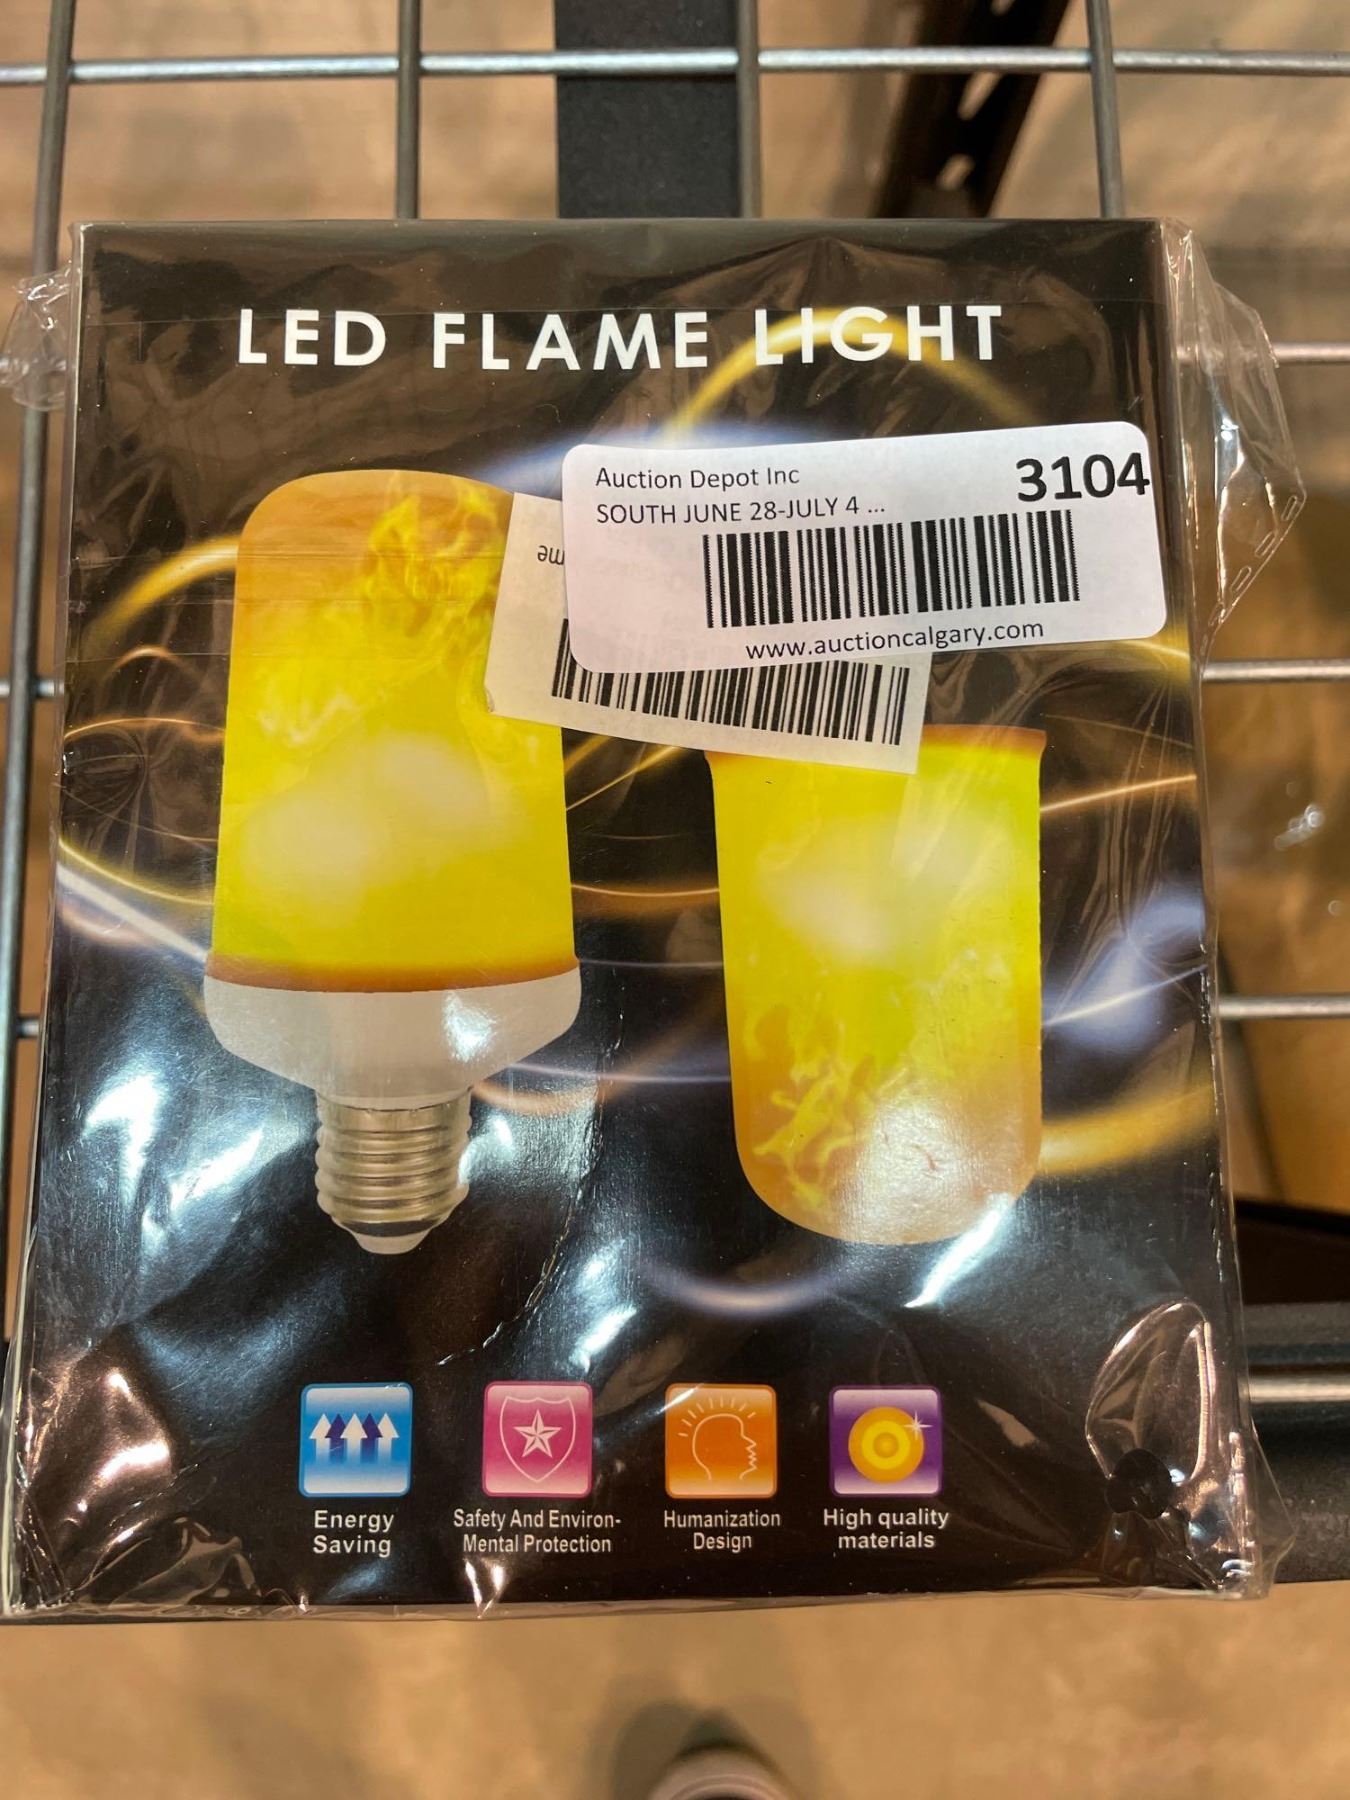 LED FLAME LIGHT
Auction Depot Inc
3104
SOUTH JUNE 28-JULY 4 ...
www.auctioncalgary.com
Energy
Saving
Safety And Environ-
Mental Protection
Humanization
Design
High quality
materials